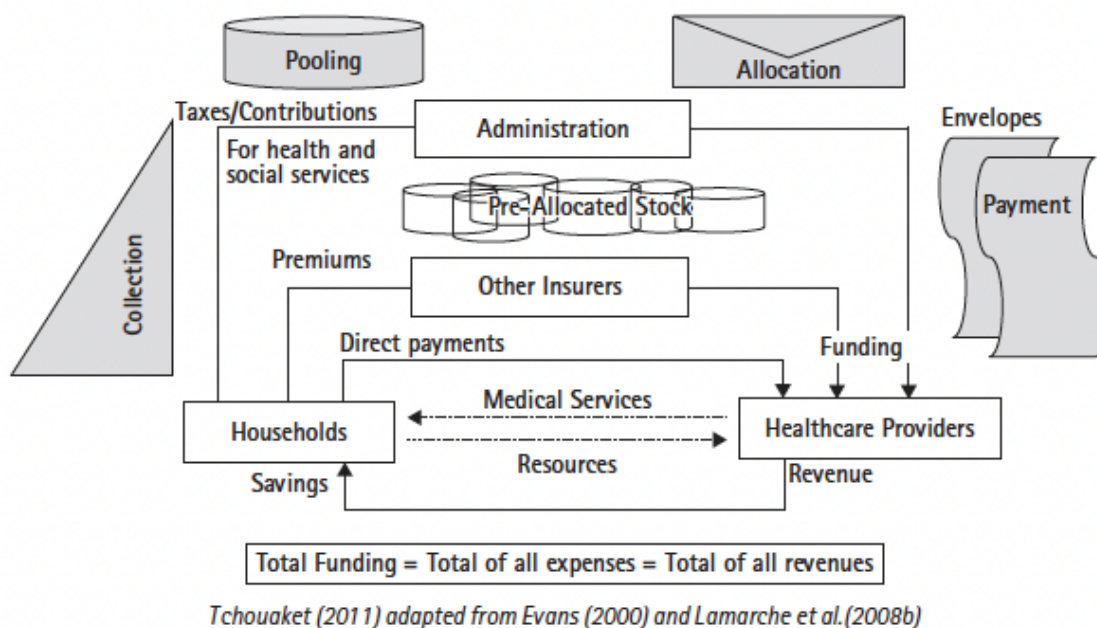 Pooling
Allocation
Taxes/Contributions
Administration
Envelopes
For health and
social services
Pre-Allocated Stock
Payment
Collection
Premiums
Other Insurers
Direct payments
Funding
Medical Services
Households
Healthcare Providers
Resources
Savings
Revenue
Total Funding = Total of all expenses = Total of all revenues
Tchouaket (2011) adapted from Evans (2000) and Lamarche et al.(2008b)